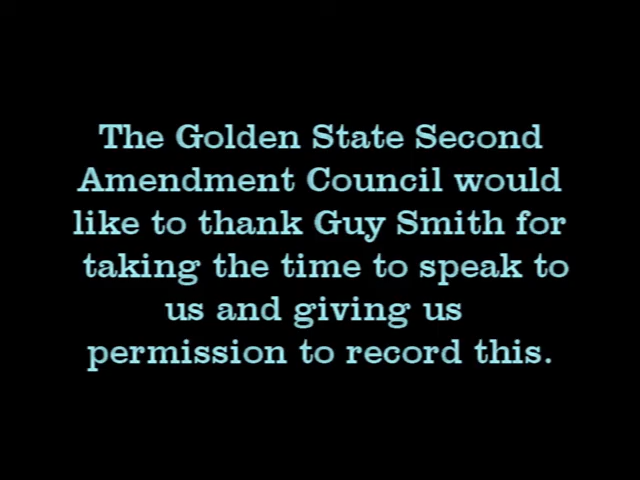 The Golden State Second
Amendment Council would
like to thank Guy Smith for
taking the time to speak to
us and giving us
permission to record this.